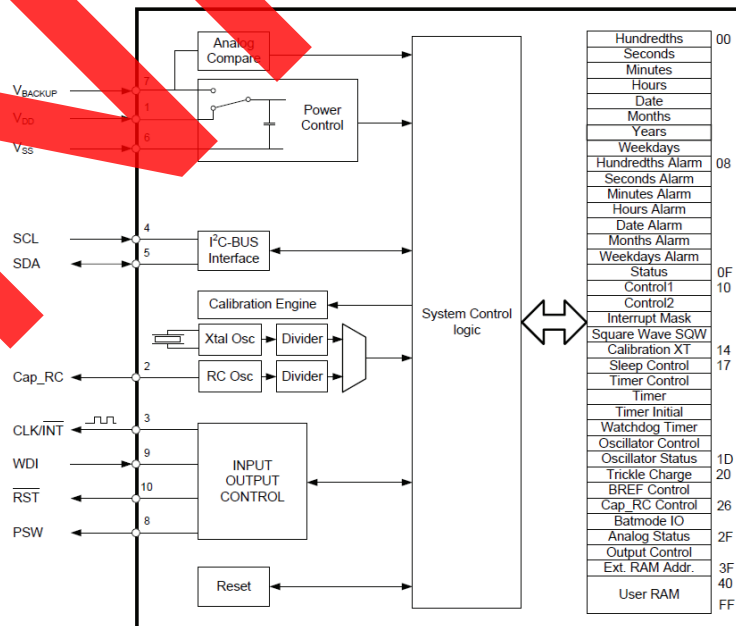 Analog
Compare
VBACKUP
7
VDD
1
VSS
6
Power
Control
SCL
4
SDA
5
I2C-BUS
Interface
Calibration Engine
Xtal Osc
Divider
Cap_RC
2
RC Osc
Divider
CLK/INT
3
WDI
9
RST
10
PSW
8
INPUT
OUTPUT
CONTROL
Reset
System Control
logic
Hundredths 00
Seconds
Minutes
Hours
Date
Months
Years
Weekdays
Hundredths Alarm 08
Seconds Alarm
Minutes Alarm
Hours Alarm
Date Alarm
Months Alarm
Weekdays Alarm
Status 0F
Control1 10
Control2
Interrupt Mask
Square Wave SQW
Calibration XT 14
Sleep Control 17
Timer Control
Timer
Timer Initial
Watchdog Timer
Oscillator Control
Oscillator Status 1D
Trickle Charge 20
BREF Control
Cap_RC Control 26
Batmode IO
Analog Status 2F
Output Control
Ext. RAM Addr. 3F
40
User RAM
FF